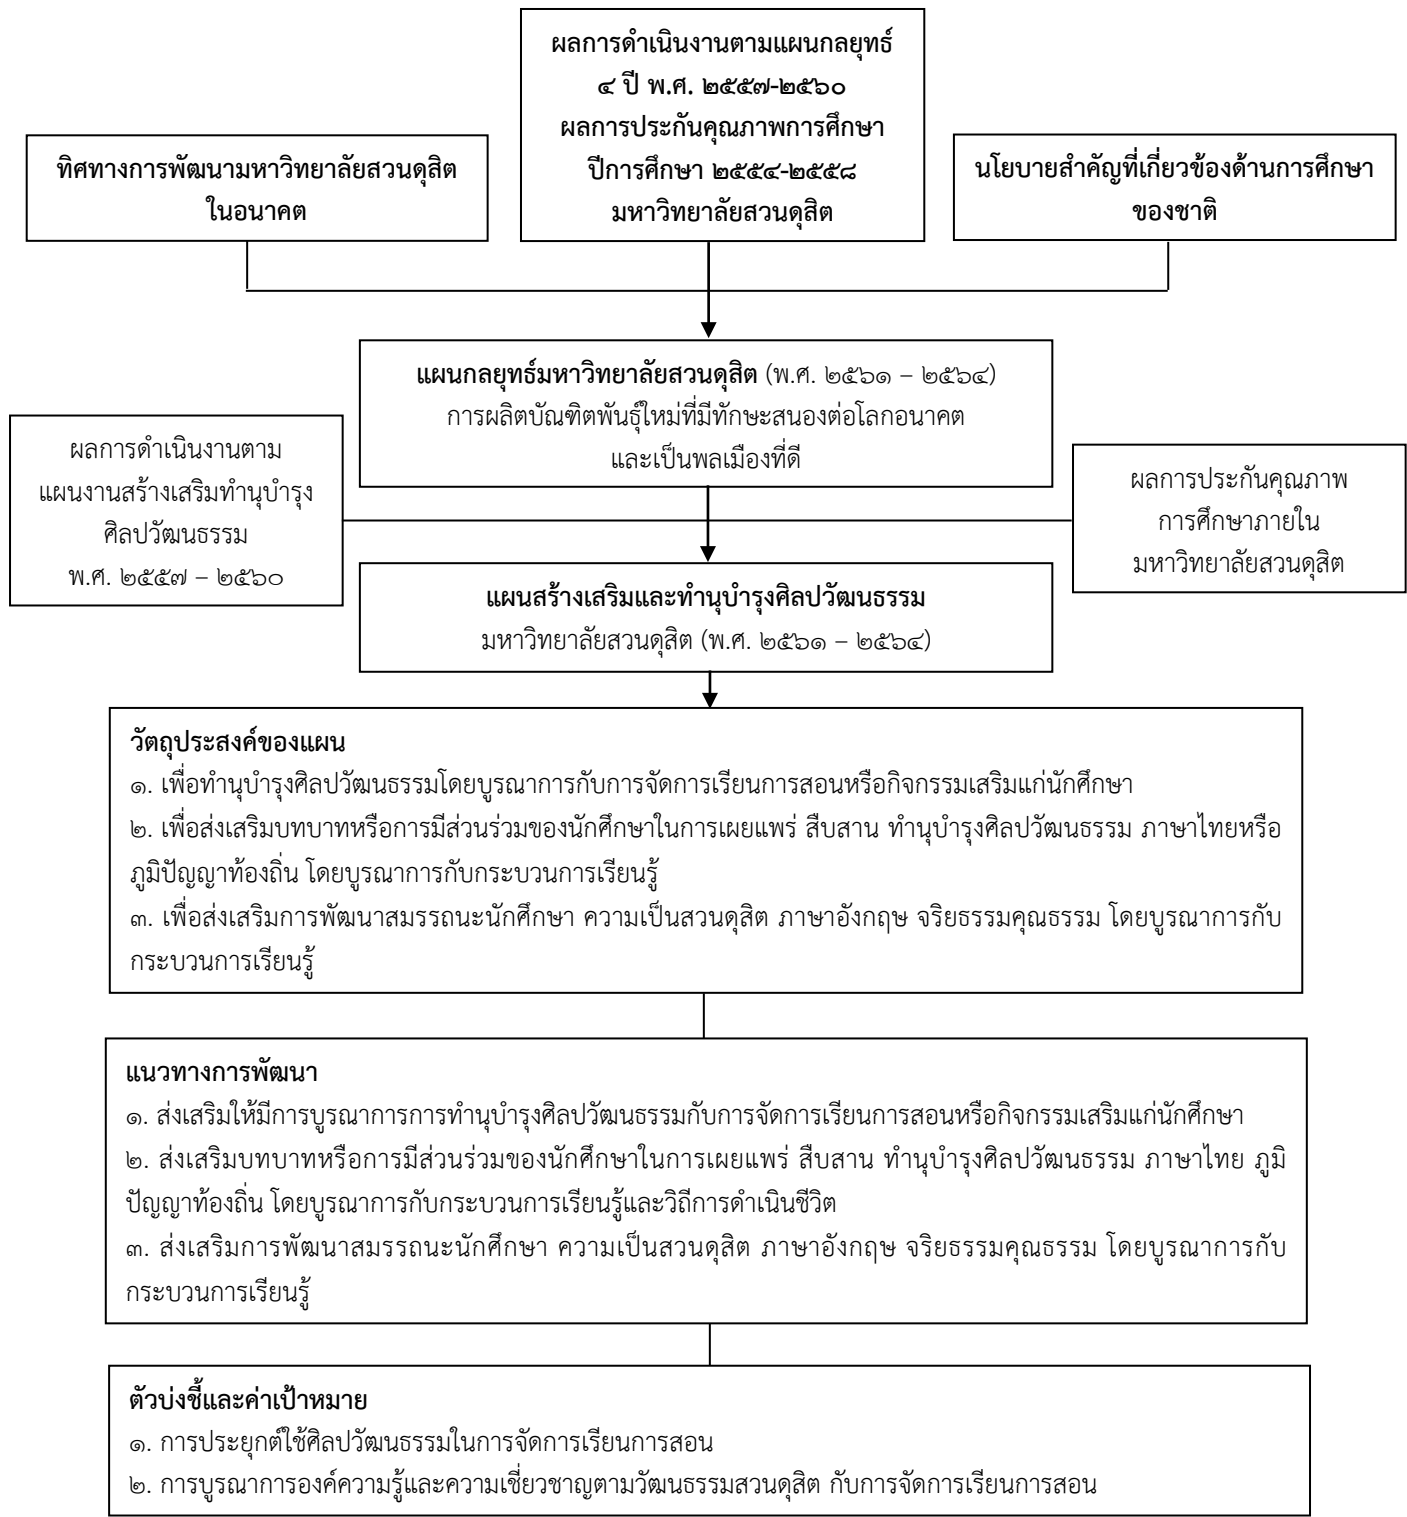 ผลการดำเนินงานตามแผนกลยุทธ์
๔ ปี พ.ศ. ๒๕๕๗-๒๕๖๐
ผลการประกันคุณภาพการศึกษา
ปีการศึกษา ๒๕๕๔-๒๕๕๘
มหาวิทยาลัยสวนดุสิต
ทิศทางการพัฒนามหาวิทยาลัยสวนดุสิต
ในอนาคต
นโยบายสำคัญที่เกี่ยวข้องด้านการศึกษา
ของชาติ
แผนกลยุทธ์มหาวิทยาลัยสวนดุสิต (พ.ศ. ๒๕๖๑ – ๒๕๖๔)
การผลิตบัณฑิตพันธุ์ใหม่ที่มีทักษะสนองต่อโลกอนาคต
และเป็นพลเมืองที่ดี
ผลการดำเนินงานตาม
แผนงานสร้างเสริมทำนุบำรุง
ศิลปวัฒนธรรม
พ.ศ. ๒๕๕๗ – ๒๕๖๐
ผลการประกันคุณภาพ
การศึกษาภายใน
มหาวิทยาลัยสวนดุสิต
แผนสร้างเสริมและทำนุบำรุงศิลปวัฒนธรรม
มหาวิทยาลัยสวนดุสิต (พ.ศ. ๒๕๖๑ – ๒๕๖๔)
วัตถุประสงค์ของแผน
๑. เพื่อทำนุบำรุงศิลปวัฒนธรรมโดยบูรณาการกับการจัดการเรียนการสอนหรือกิจกรรมเสริมแก่นักศึกษา
๒. เพื่อส่งเสริมบทบาทหรือการมีส่วนร่วมของนักศึกษาในการเผยแพร่ สืบสาน ทำนุบำรุงศิลปวัฒนธรรม ภาษาไทยหรือ
ภูมิปัญญาท้องถิ่น โดยบูรณาการกับกระบวนการเรียนรู้
๓. เพื่อส่งเสริมการพัฒนาสมรรถนะนักศึกษา ความเป็นสวนดุสิต ภาษาอังกฤษ จริยธรรมคุณธรรม โดยบูรณาการกับ
กระบวนการเรียนรู้
แนวทางการพัฒนา
๑. ส่งเสริมให้มีการบูรณาการการทำนุบำรุงศิลปวัฒนธรรมกับการจัดการเรียนการสอนหรือกิจกรรมเสริมแก่นักศึกษา
๒. ส่งเสริมบทบาทหรือการมีส่วนร่วมของนักศึกษาในการเผยแพร่ สืบสาน ทำนุบำรุงศิลปวัฒนธรรม ภาษาไทย ภูมิ
ปัญญาท้องถิ่น โดยบูรณาการกับกระบวนการเรียนรู้และวิถีการดำเนินชีวิต
๓. ส่งเสริมการพัฒนาสมรรถนะนักศึกษา ความเป็นสวนดุสิต ภาษาอังกฤษ จริยธรรมคุณธรรม โดยบูรณาการกับ
กระบวนการเรียนรู้
ตัวบ่งชี้และค่าเป้าหมาย
๑. การประยุกต์ใช้ศิลปวัฒนธรรมในการจัดการเรียนการสอน
๒. การบูรณาการองค์ความรู้และความเชี่ยวชาญตามวัฒนธรรมสวนดุสิต กับการจัดการเรียนการสอน